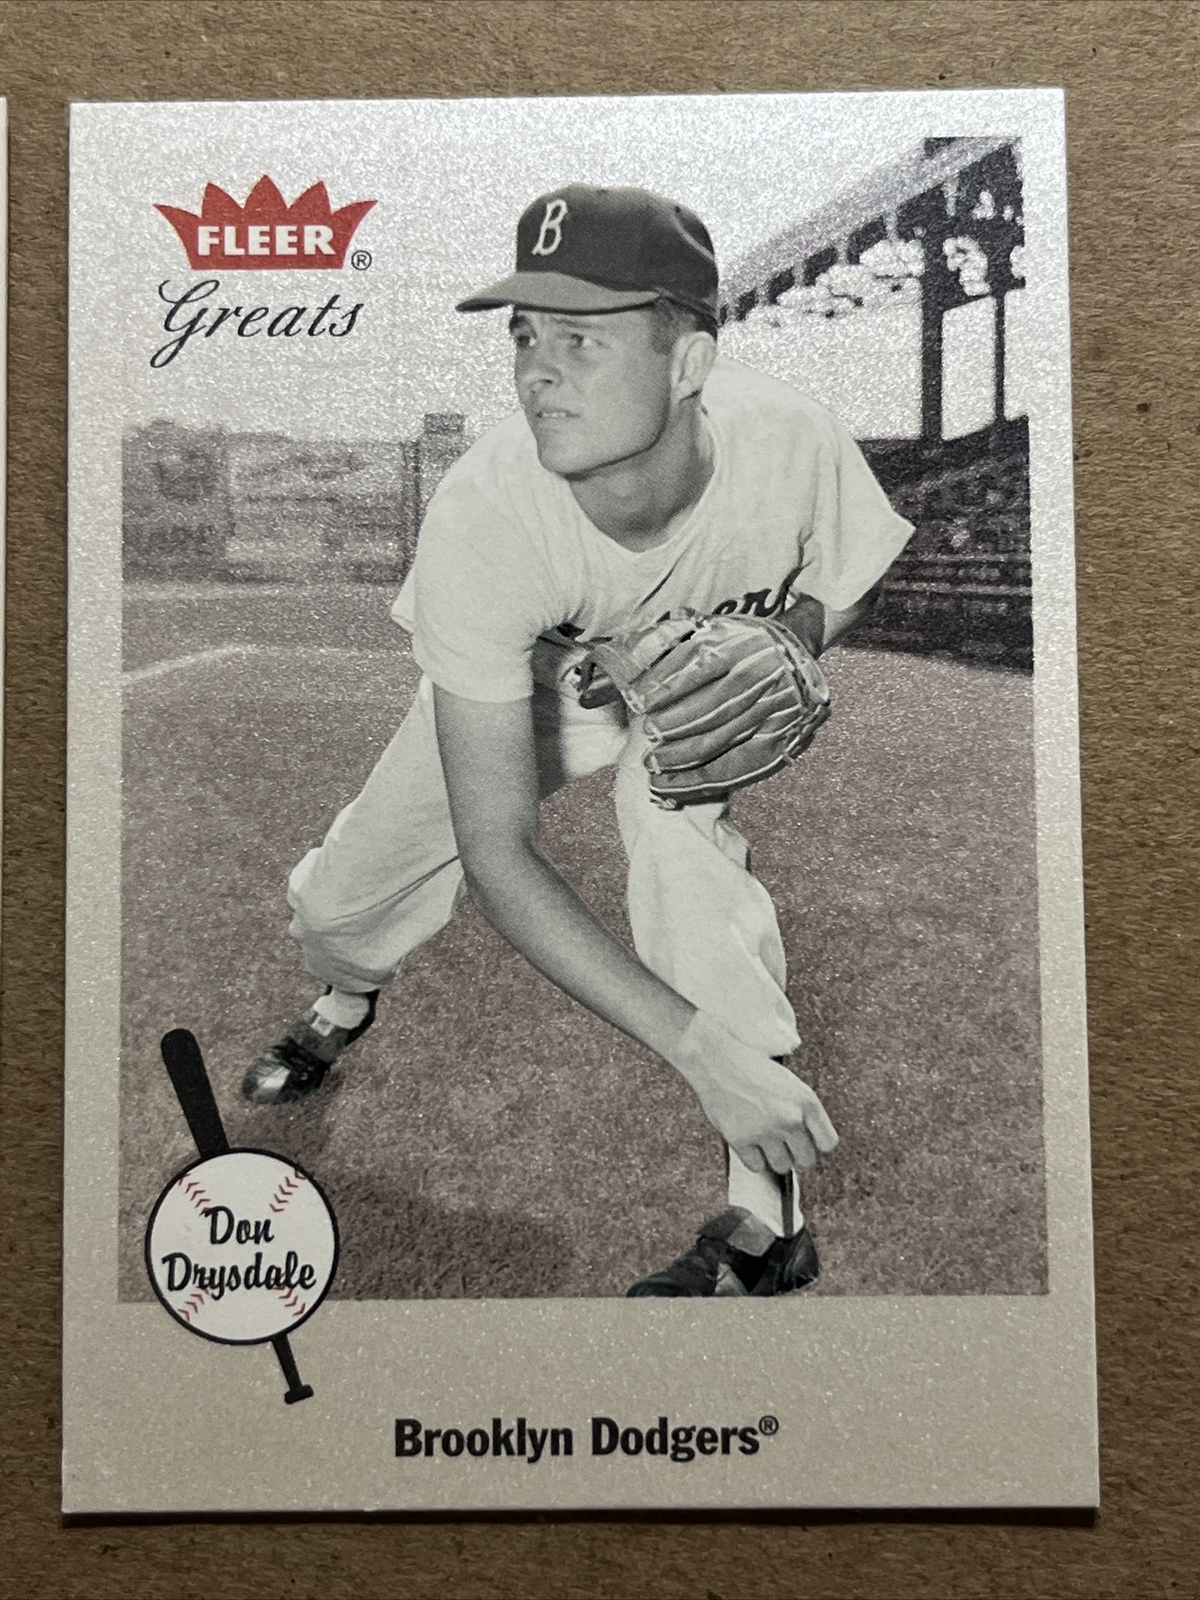 B
FLEER®
Greats
Don
Drysdale
Brooklyn Dodgers®